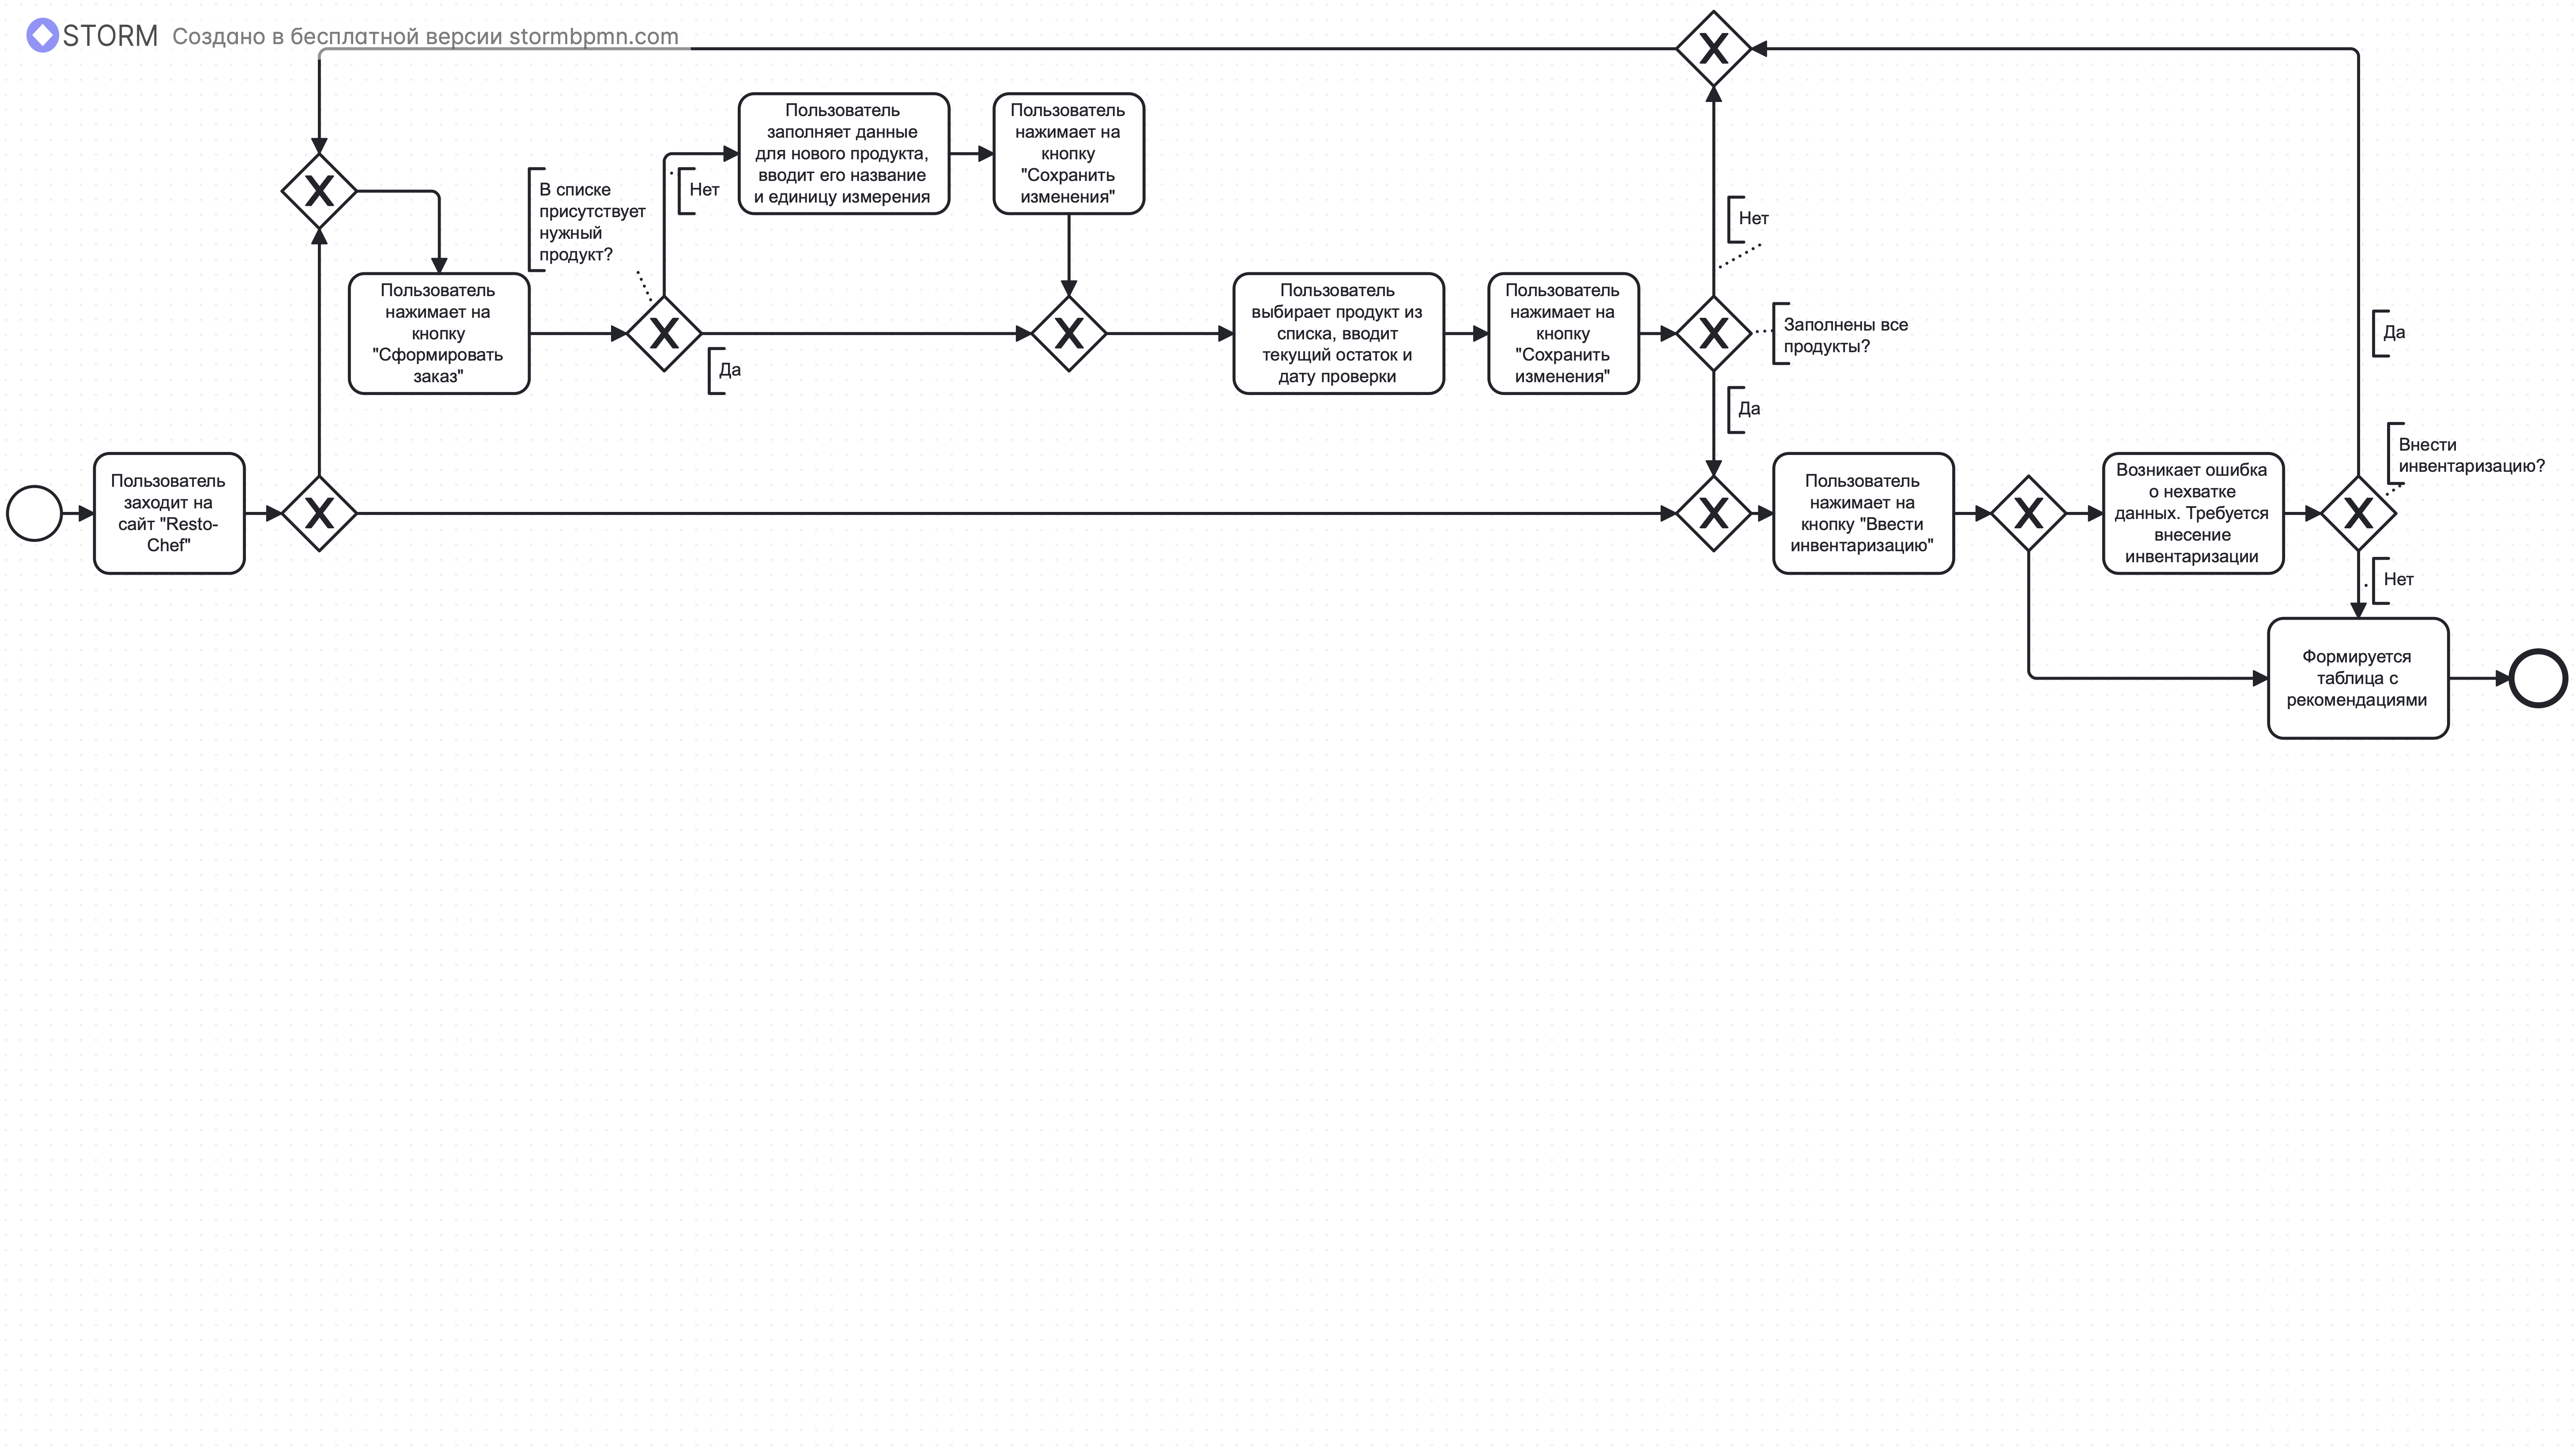 STORM Создано в бесплатной версии stormbpmn.com
Пользователь
заполняет данные
для нового продукта,
вводит его название
и единицу измерения
Пользователь
нажимает на
кнопку
"Сохранить
изменения"
В списке
присутствует
нужный
продукт?
Нет
Нет
Пользователь
нажимает на
кнопку
"Сформировать
заказ"
Да
Пользователь
выбирает продукт из
списка, вводит
текущий остаток и
дату проверки
Пользователь
нажимает на
кнопку
"Сохранить
изменения"
Заполнены все
продукты?
Да
Да
Внести
инвентаризацию?
Пользователь
заходит на
сайт "Resto-
Chef"
Пользователь
нажимает на
кнопку "Ввести
инвентаризацию"
Возникает ошибка
о нехватке
данных. Требуется
внесение
инвентаризации
Нет
Формируется
таблица с
рекомендациями
X
X
X
X
X
X
X
X
X